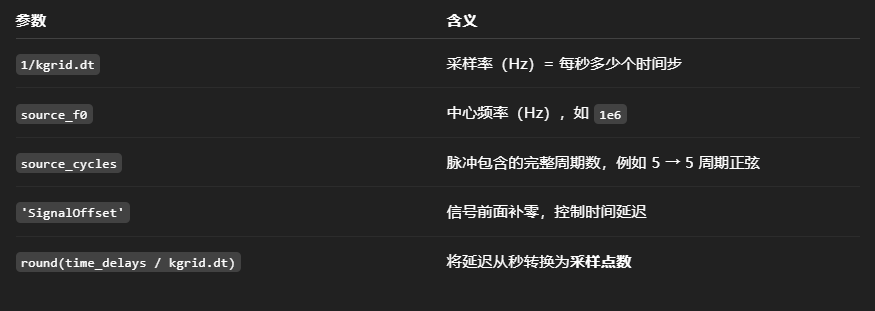 参数 含义
1/kgrid.dt 采样率（Hz）= 每秒多少个时间步
source_f0 中心频率（Hz），如 1e6
source_cycles 脉冲包含的完整周期数，例如 5 → 5 周期正弦
'SignalOffset' 信号前面补零，控制时间延迟
round(time_delays / kgrid.dt) 将延迟从秒转换为采样点数